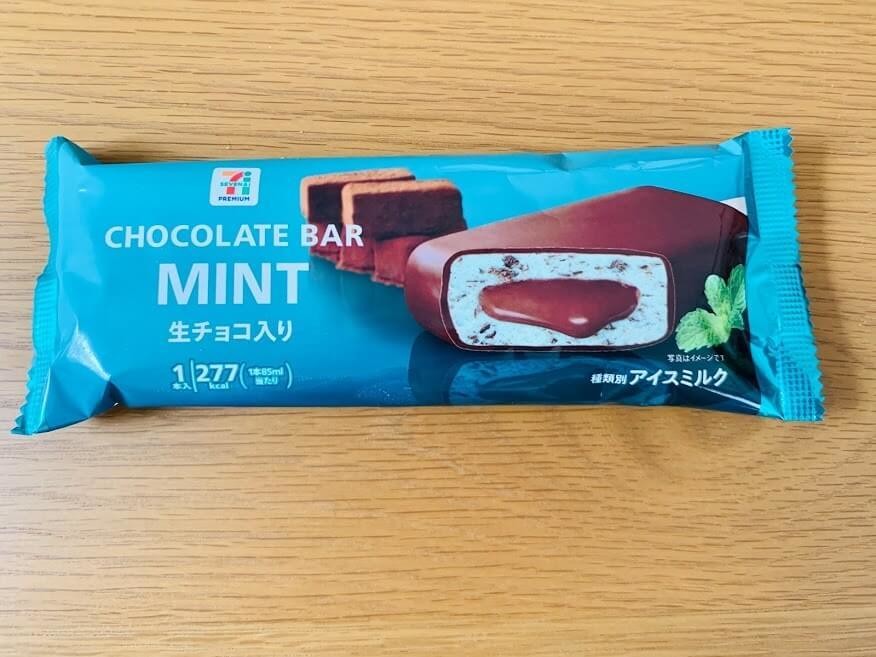 SEVEN & i
PREMIUM
CHOCOLATE BAR
MINT
生チョコ入り
1本入 277kcal (1本85ml当たり)
写真はイメージです
種類別 アイスミルク